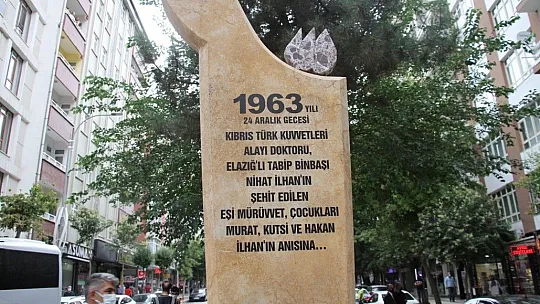 1963 YILI
24 ARALIK GECESİ
KIBRIS TÜRK KUVVETLERİ
ALAYI DOKTORU,
ELAZIĞ'LI TABİP BİNBAŞI
NİHAT İLHAN'IN
ŞEHİT EDİLEN
EŞİ MÜRÜVVET, ÇOCUKLARI
MURAT, KUTSİ VE HAKAN
İLHAN'IN ANISINA...